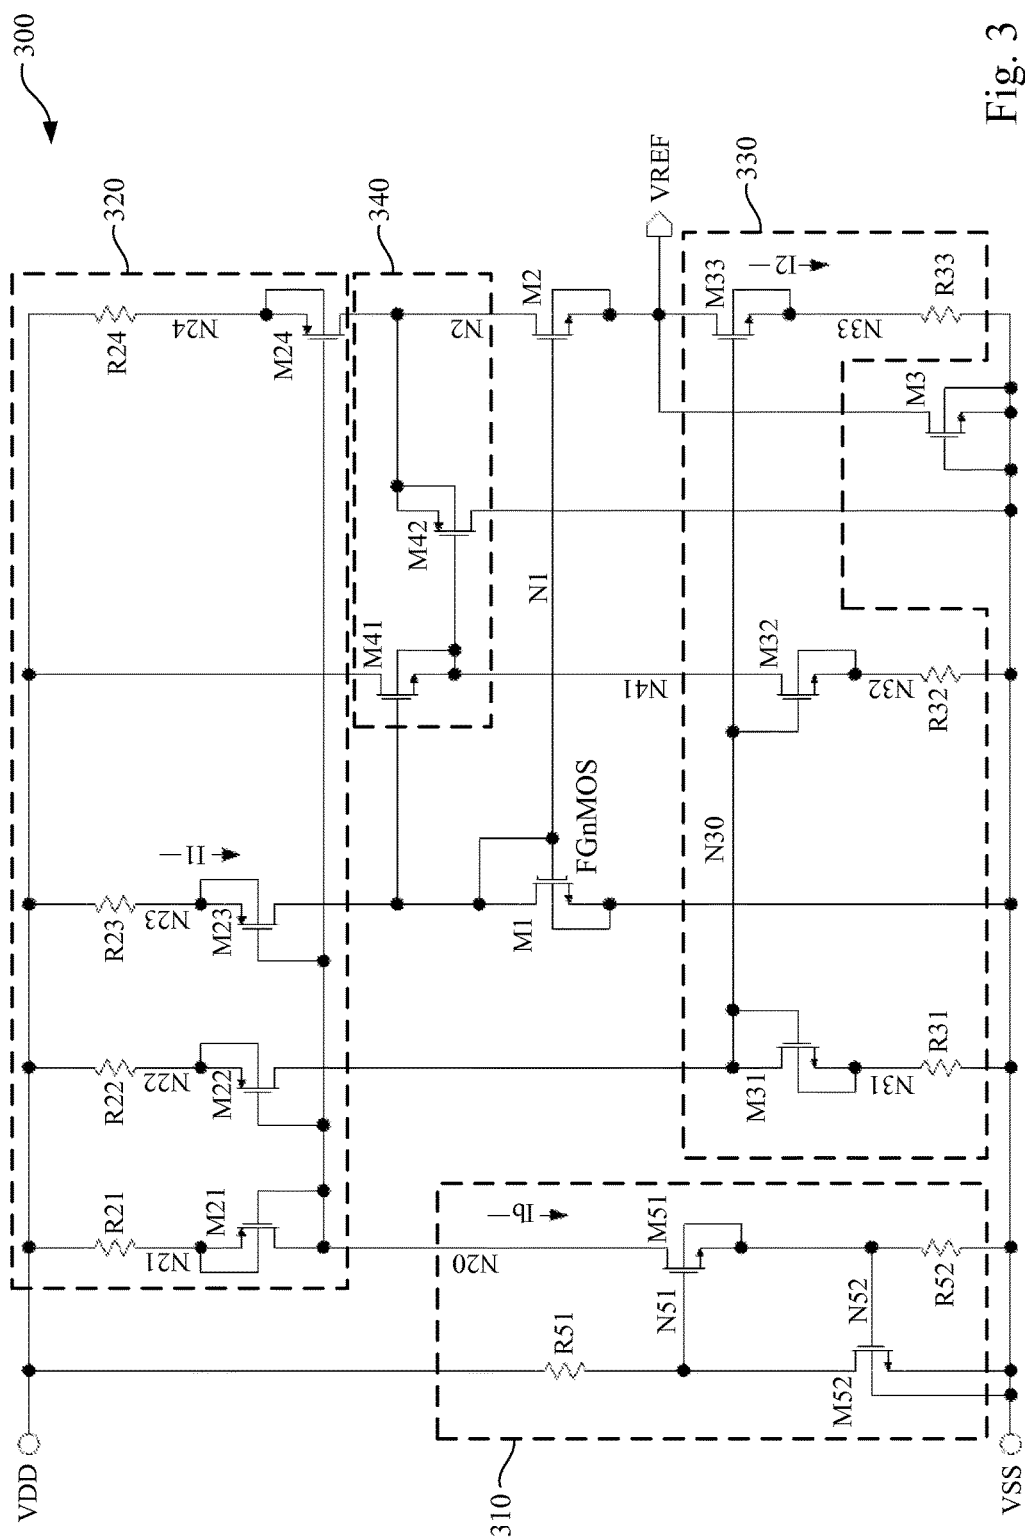 300
320
340
330
310
VDD
VSS
VREF
R21
N21
M21
R22
N22
M22
R23
N23
M23
I1
R24
N24
M24
M41
M42
N2
M2
N1
M1
FGnMOS
N41
N20
Ib
R51
N51
M51
N52
M52
R52
N30
M31
N31
R31
M32
N32
R32
M33
I2
N33
R33
M3
Fig. 3